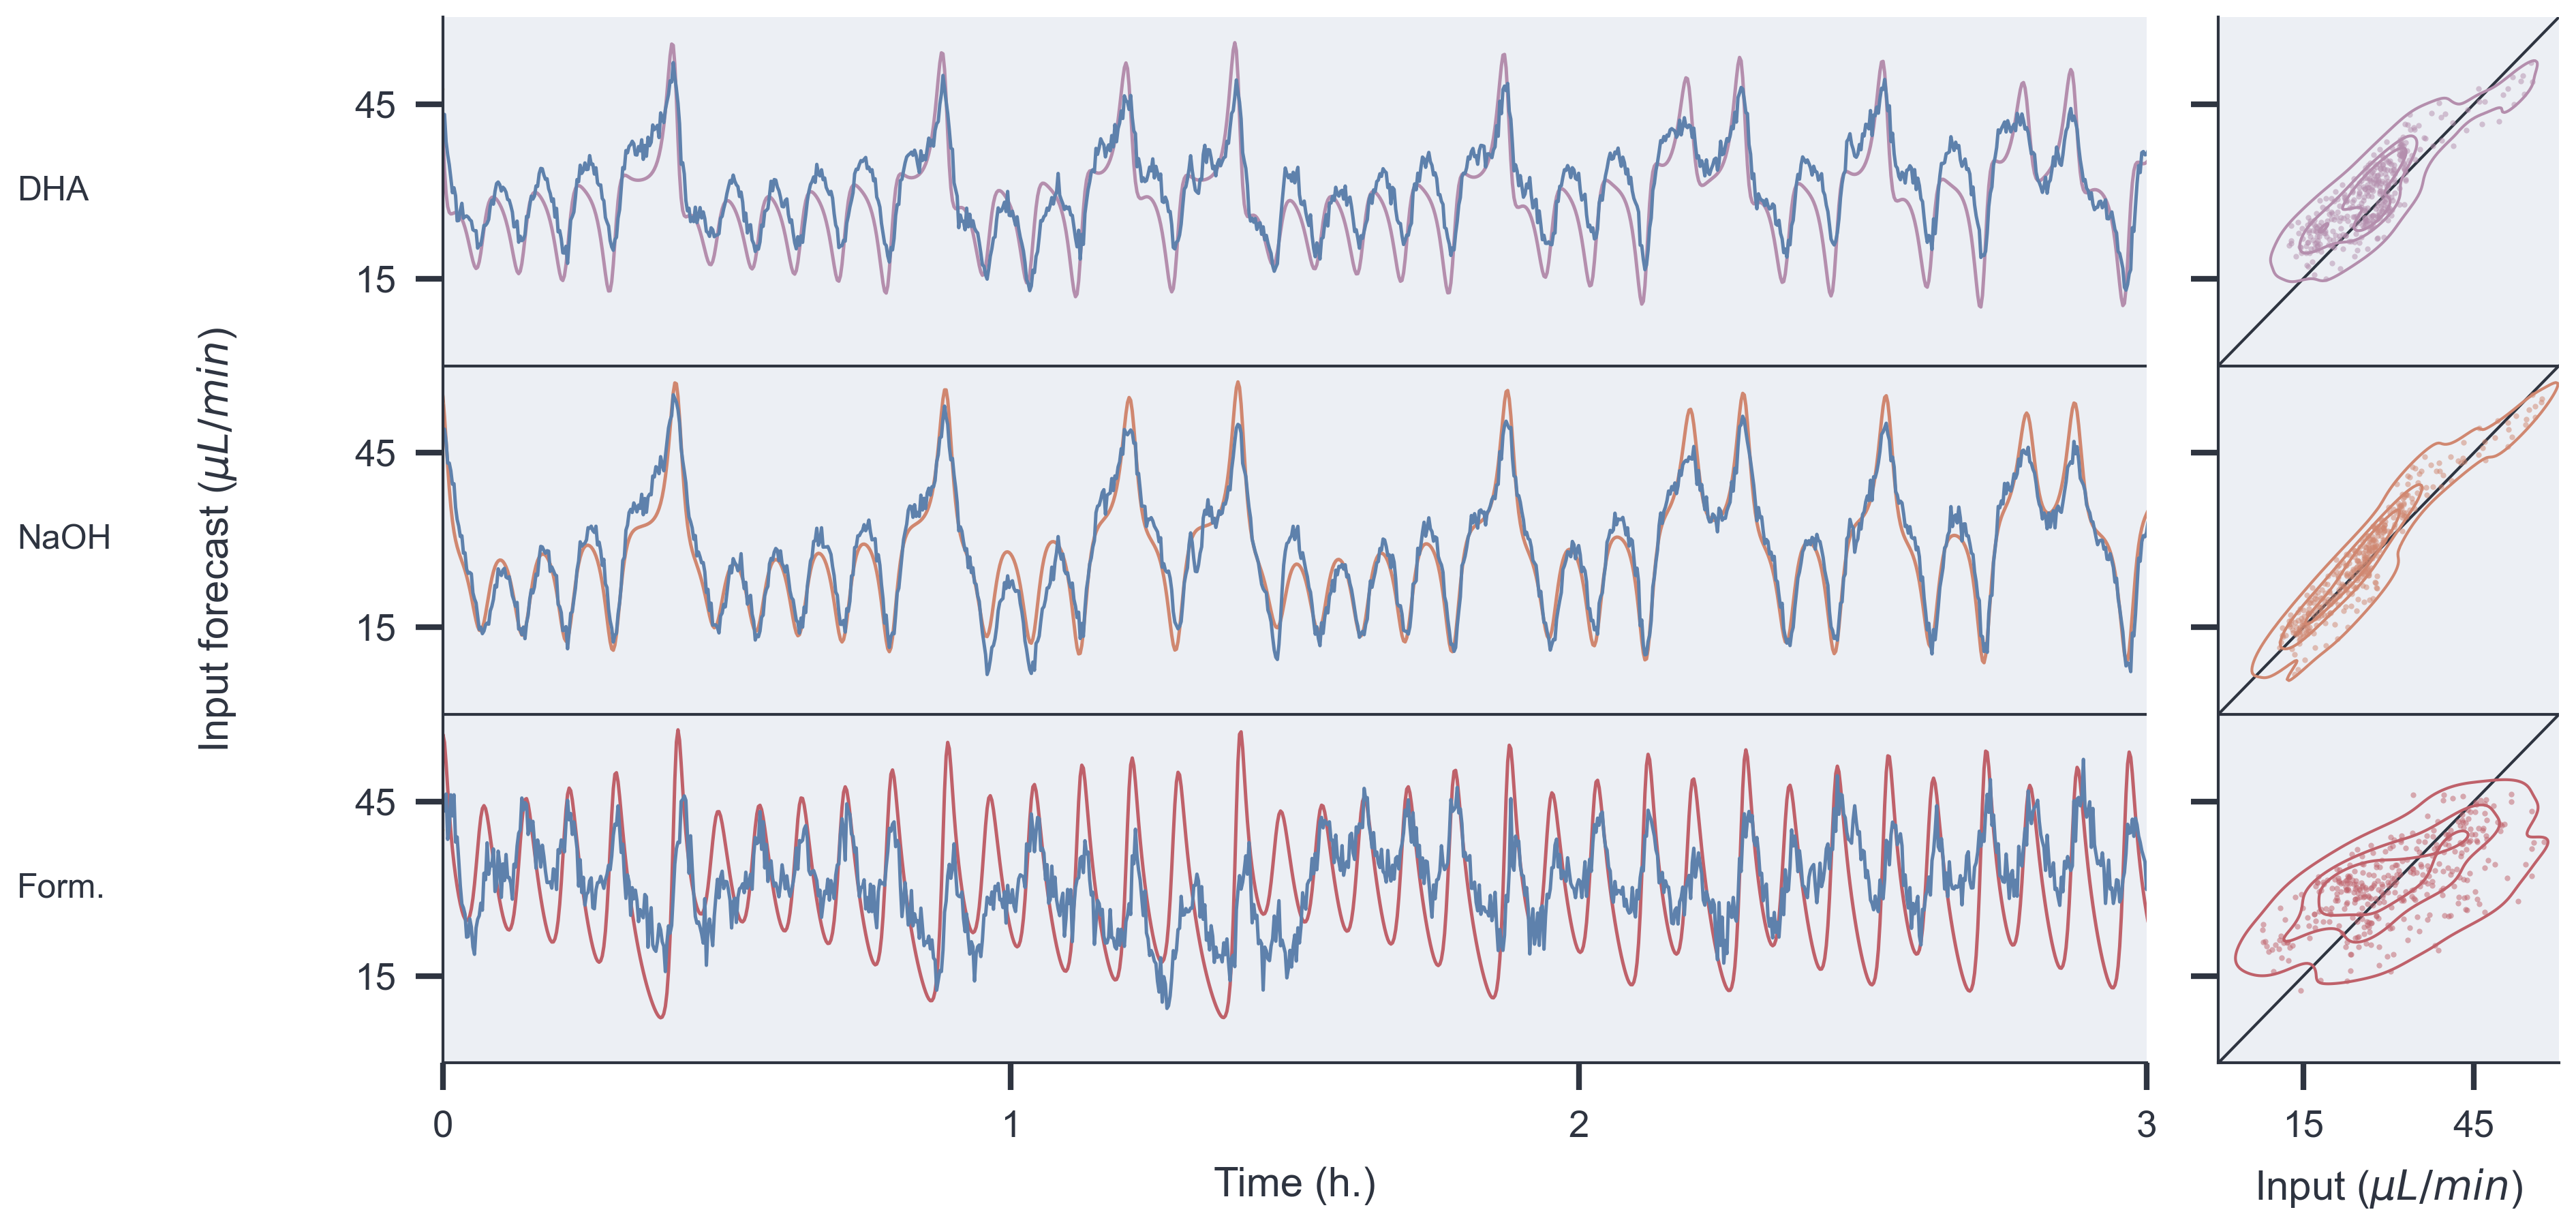 DHA
45
15
NaOH
45
15
Form.
45
15
Input forecast (μL/min)
0 1 2 3
Time (h.)
15 45
Input (μL/min)